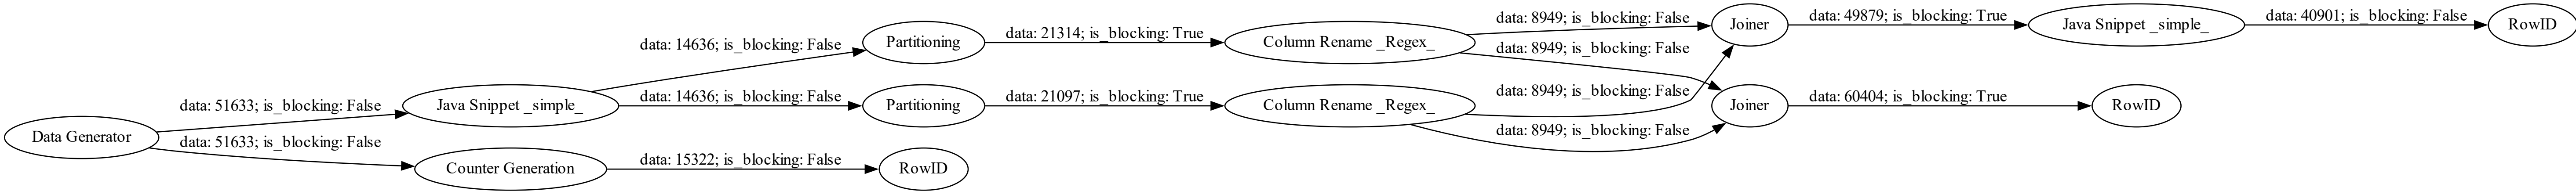 Data Generator
data: 51633; is_blocking: False
data: 51633; is_blocking: False
Java Snippet _simple_
Counter Generation
data: 14636; is_blocking: False
data: 14636; is_blocking: False
data: 15322; is_blocking: False
Partitioning
Partitioning
RowID
data: 21314; is_blocking: True
data: 21097; is_blocking: True
Column Rename _Regex_
Column Rename _Regex_
data: 8949; is_blocking: False
data: 8949; is_blocking: False
data: 8949; is_blocking: False
data: 8949; is_blocking: False
Joiner
Joiner
data: 49879; is_blocking: True
data: 60404; is_blocking: True
Java Snippet _simple_
RowID
data: 40901; is_blocking: False
RowID